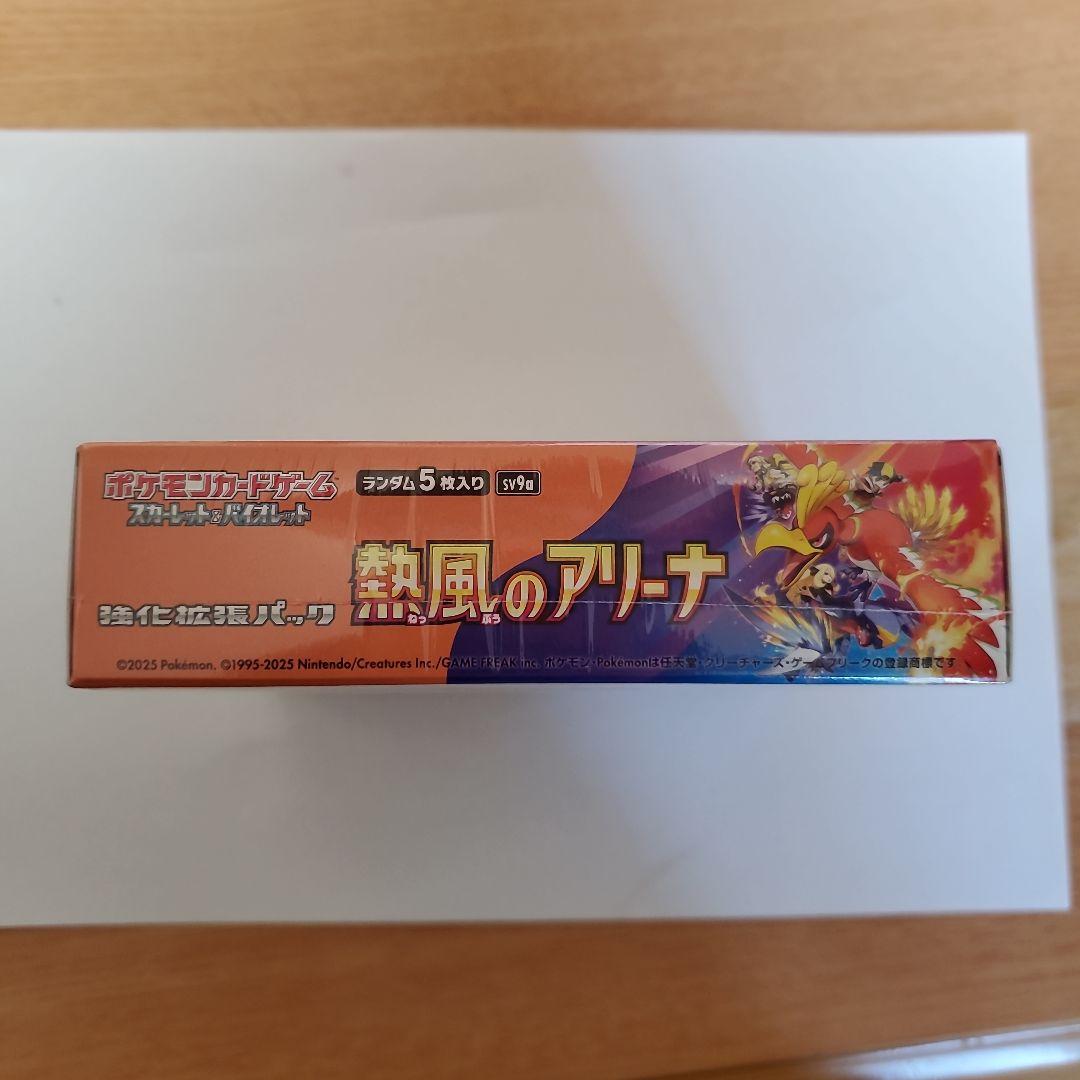 ポケモンカードゲーム
スカーレット&バイオレット
ランダム5枚入り
sv9a
強化拡張パック
熱風のアリーナ
ねっ ぷう
©2025 Pokémon. ©1995-2025 Nintendo/Creatures Inc./GAME FREAK inc. ポケモン・Pokémonは任天堂・クリーチャーズ・ゲームフリークの登録商標です